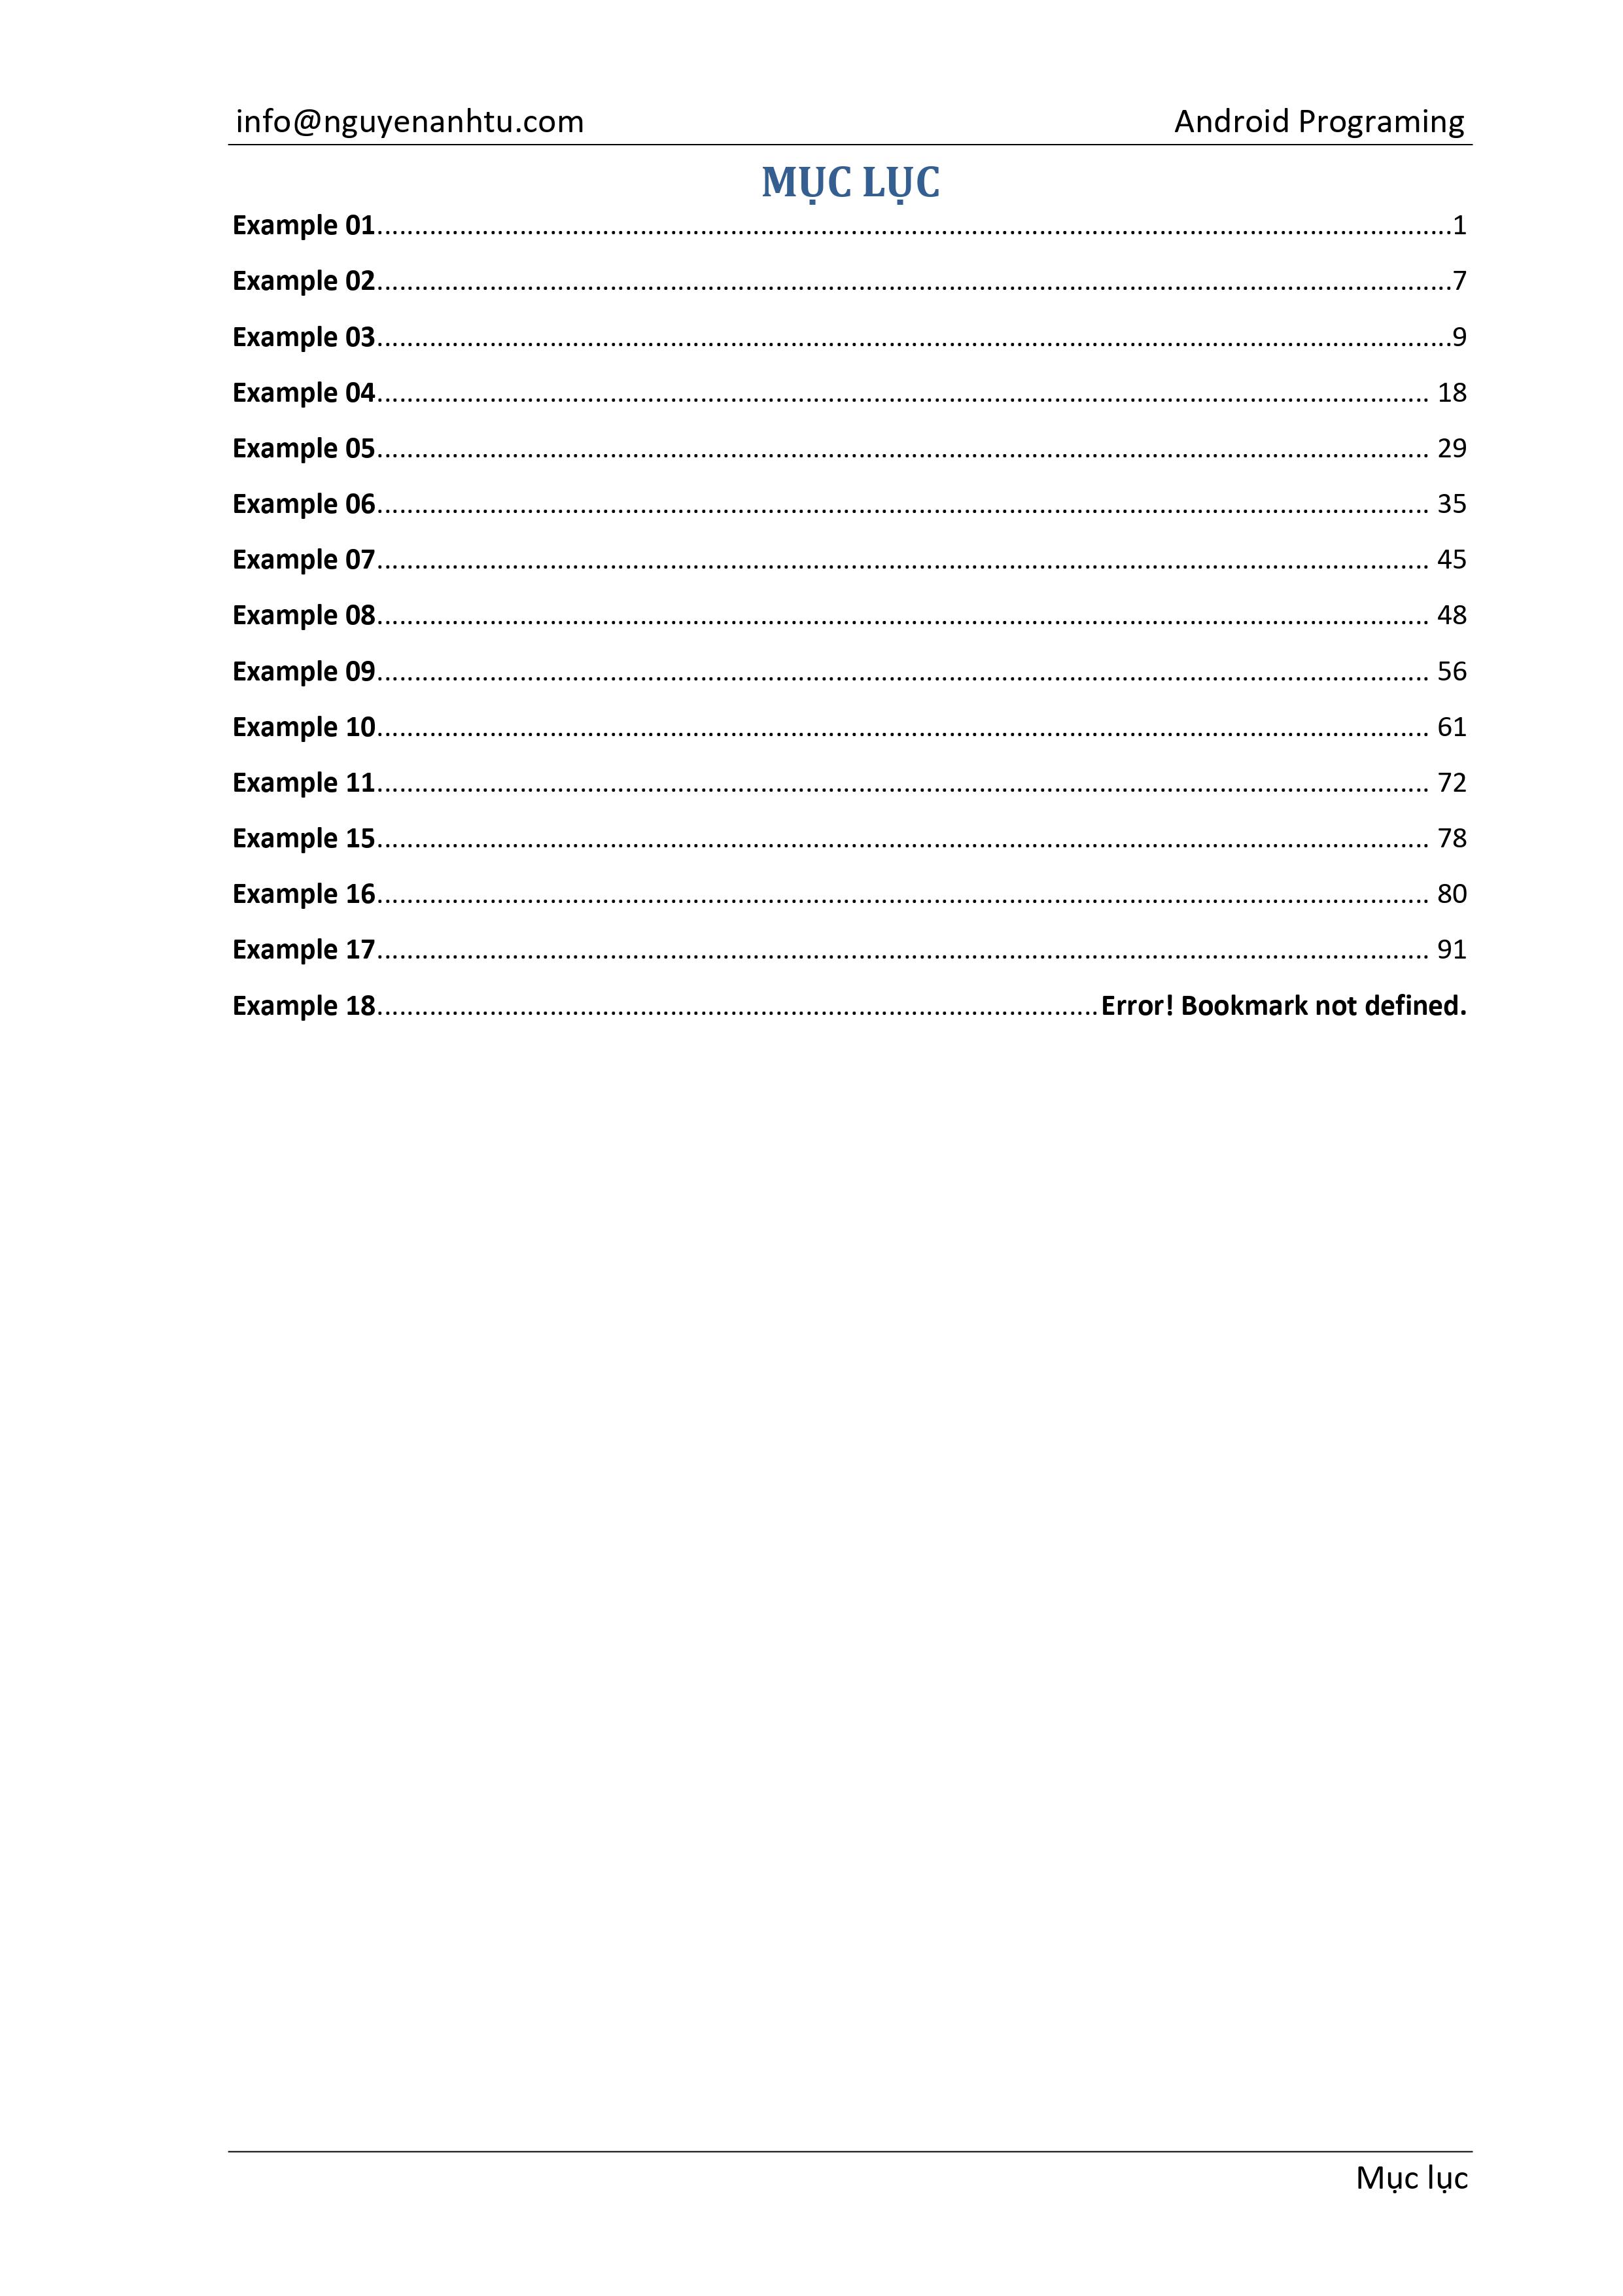 info@nguyenanhtu.com Android Programing
MỤC LỤC
Example 01........................................................................................................1
Example 02........................................................................................................7
Example 03........................................................................................................9
Example 04........................................................................................................ 18
Example 05........................................................................................................ 29
Example 06........................................................................................................ 35
Example 07........................................................................................................ 45
Example 08........................................................................................................ 48
Example 09........................................................................................................ 56
Example 10........................................................................................................ 61
Example 11........................................................................................................ 72
Example 15........................................................................................................ 78
Example 16........................................................................................................ 80
Example 17........................................................................................................ 91
Example 18........................................................................Error! Bookmark not defined.
Mục lục